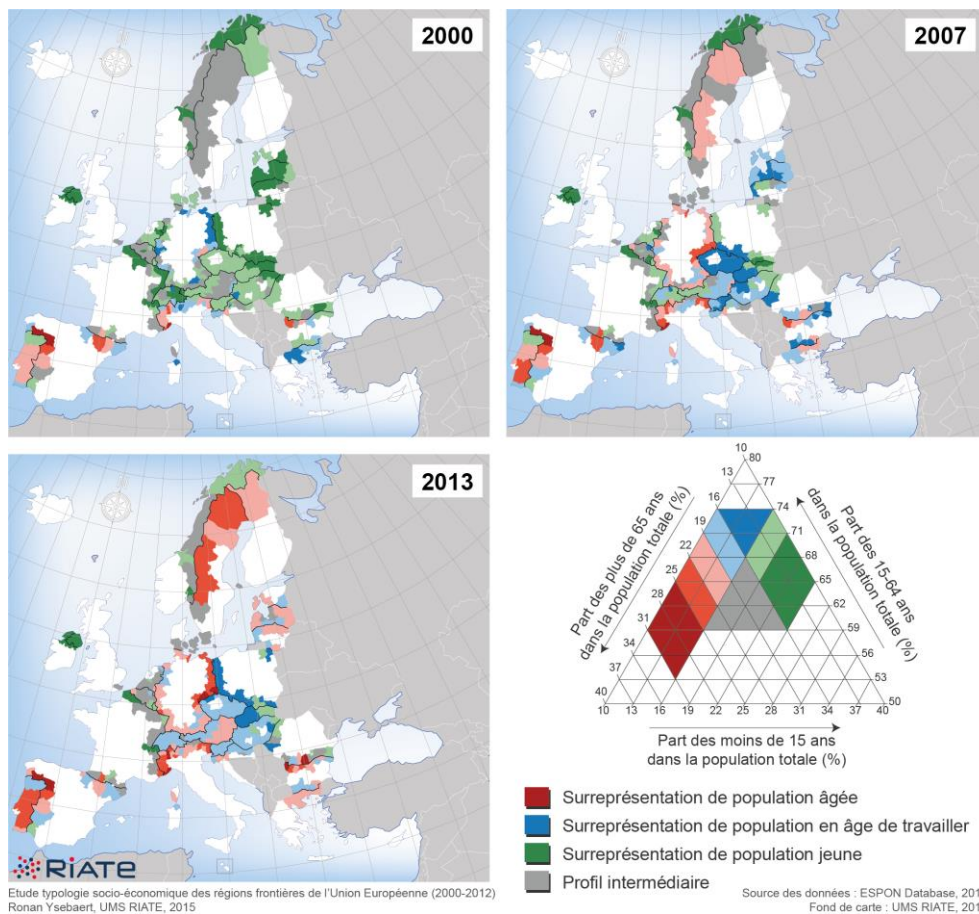 2000
2007
2013
10
80
13
77
16
74
19
71
22
68
25
65
28
62
31
59
34
56
37
53
40
50
10 13 16 19 22 25 28 31 34 37 40
Part des plus de 65 ans
dans la population totale (%)
Part des 15-64 ans
dans la population totale (%)
Part des moins de 15 ans
dans la population totale (%)
Surreprésentation de population âgée
Surreprésentation de population en âge de travailler
Surreprésentation de population jeune
Profil intermédiaire
RIATE
Etude typologie socio-économique des régions frontières de l'Union Européenne (2000-2012)
Ronan Ysebaert, UMS RIATE, 2015
Source des données : ESPON Database, 201
Fond de carte : UMS RIATE, 201